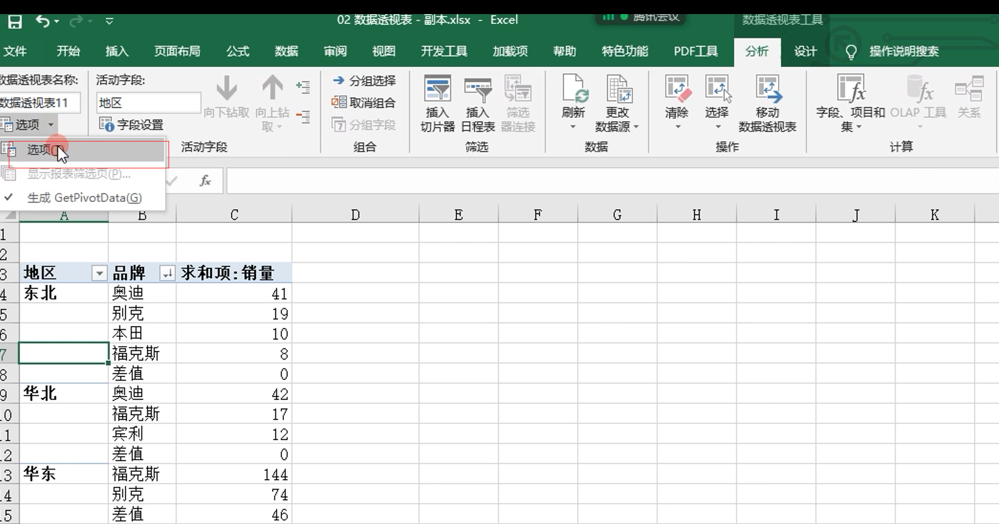 02 数据透视表 - 副本.xlsx - Excel
腾讯会议
数据透视表工具
文件 开始 插入 页面布局 公式 数据 审阅 视图 开发工具 加载项 帮助 特色功能 PDF工具 分析 设计 操作说明搜索
数据透视表名称:
数据透视表11
选项
活动字段:
地区
字段设置
向下钻取
向上钻取
活动字段
分组选择
取消组合
分组字段
组合
插入切片器
插入日程表
筛选器连接
筛选
刷新
更改数据源
数据
清除
选择
移动数据透视表
操作
字段、项目和集
OLAP 工具
关系
计算
选项
显示报表筛选页(P)...
生成 GetPivotData(G)
fx
A B C D E F G H I J K
1
2
3 地区 品牌 求和项:销量
4 东北 奥迪 41
5 别克 19
6 本田 10
7 福克斯 8
8 差值 0
9 华北 奥迪 42
10 福克斯 17
11 宾利 12
12 差值 0
13 华东 福克斯 144
14 别克 74
15 差值 46